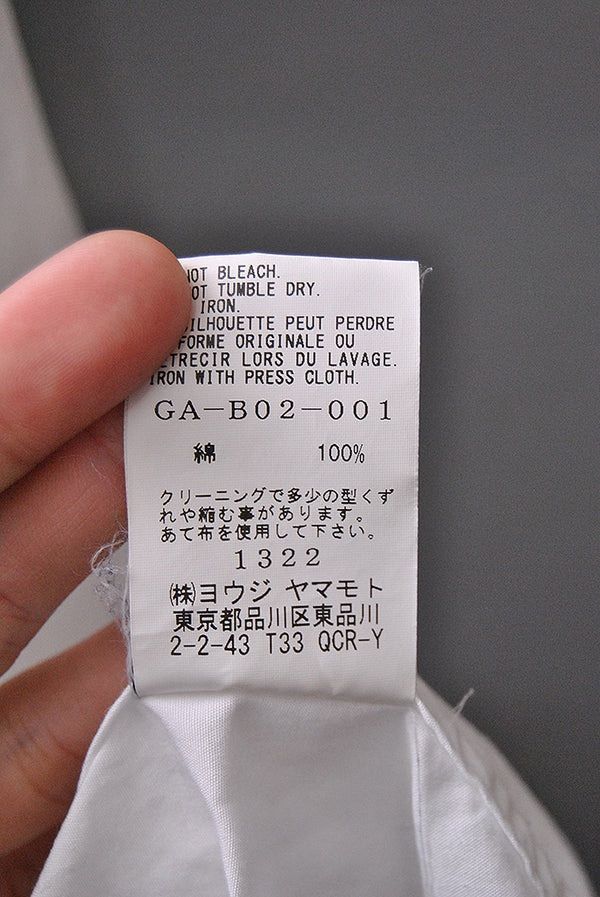 NOT BLEACH.
NOT TUMBLE DRY.
IRON.
SILHOUETTE PEUT PERDRE
FORME ORIGINALE OU
RETRECIR LORS DU LAVAGE.
IRON WITH PRESS CLOTH.
GA-B02-001
綿 100%
クリーニングで多少の型くず
れや縮む事があります。
あて布を使用して下さい。
1322
㈱ヨウジ ヤマモト
東京都品川区東品川
2-2-43 T33 QCR-Y